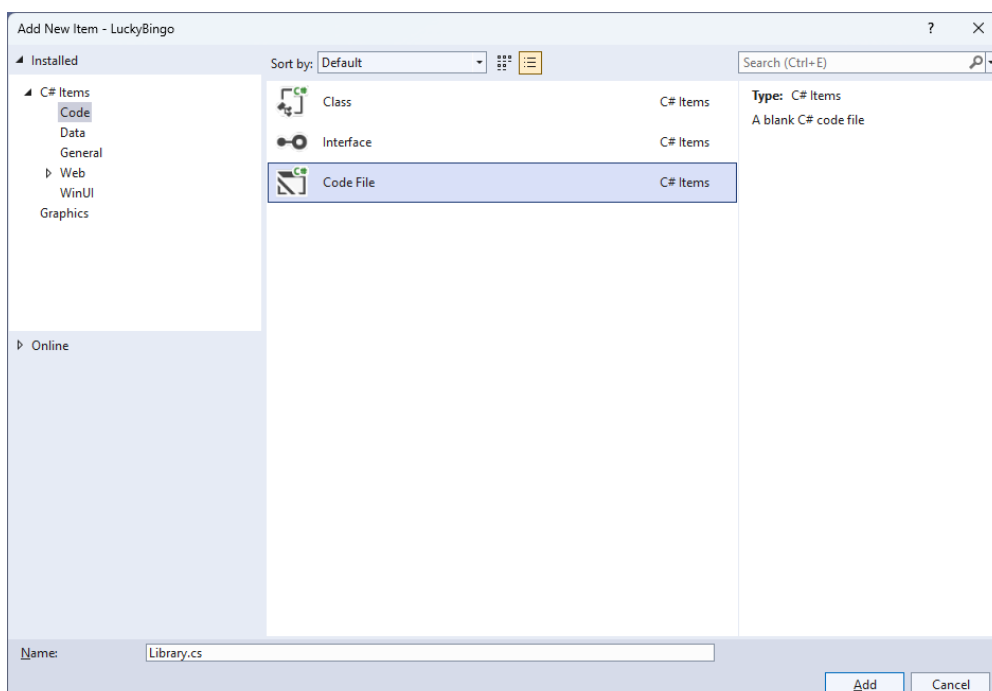 Add New Item - LuckyBingo
?
Installed
Sort by: Default
Search (Ctrl+E)
C# Items
Code
Data
General
Web
WinUI
Graphics
Online
Class C# Items
Interface C# Items
C# Code File C# Items
Type: C# Items
A blank C# code file
Name: Library.cs
Add Cancel